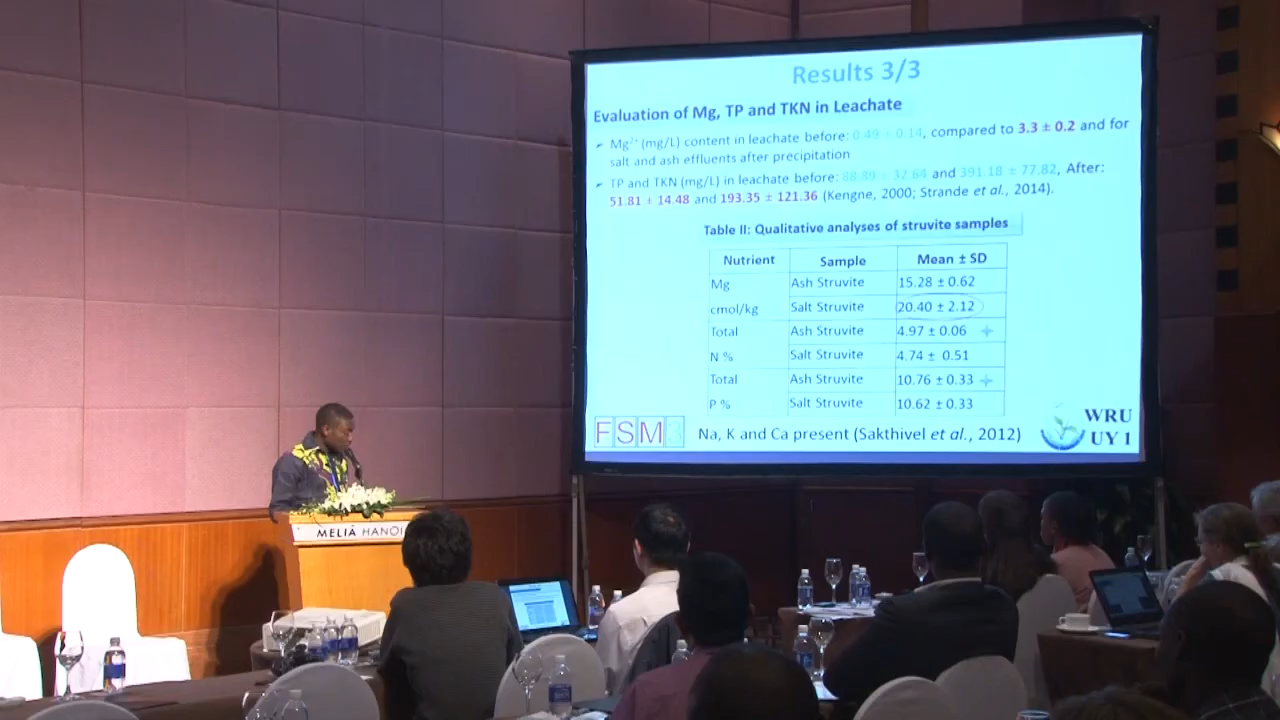 Results 3/3
Evaluation of Mg, TP and TKN in Leachate
Mg2+ (mg/L) content in leachate before: 0.49 ± 0.14, compared to 3.3 ± 0.2 and for
salt and ash effluents after precipitation
TP and TKN (mg/L) in leachate before: 88.89 ± 32.64 and 391.18 ± 77.82, After:
51.81 ± 14.48 and 193.35 ± 121.36 (Kengne, 2000; Strande et al., 2014).
Table II: Qualitative analyses of struvite samples
Nutrient Sample Mean ± SD
Mg Ash Struvite 15.28 ± 0.62
cmol/kg Salt Struvite 20.40 ± 2.12
Total Ash Struvite 4.97 ± 0.06
N % Salt Struvite 4.74 ± 0.51
Total Ash Struvite 10.76 ± 0.33
P % Salt Struvite 10.62 ± 0.33
FSM3 Na, K and Ca present (Sakthivel et al., 2012)
WRU
UY 1
MELIÃ HANOI